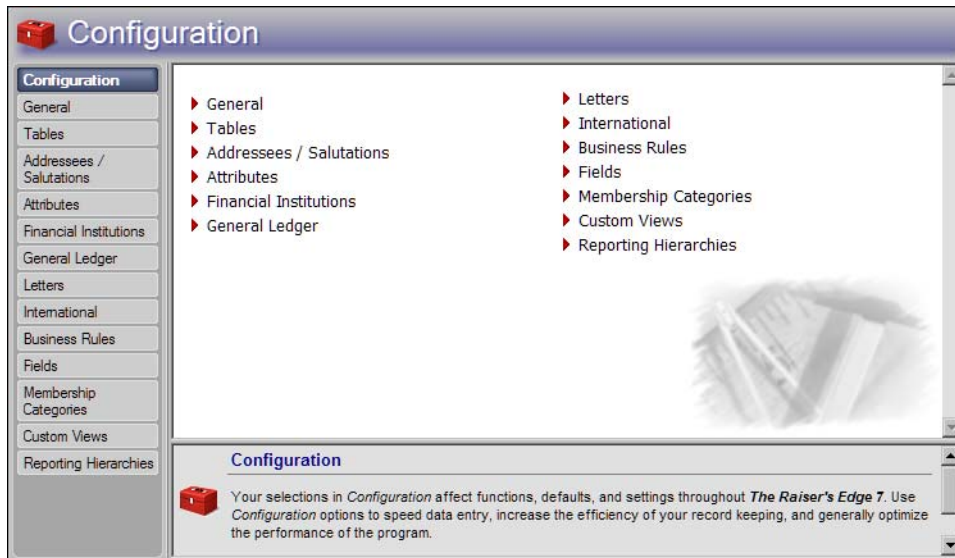 Configuration
Configuration
General
Tables
Addressees /
Salutations
Attributes
Financial Institutions
General Ledger
Letters
International
Business Rules
Fields
Membership
Categories
Custom Views
Reporting Hierarchies
General
Tables
Addressees / Salutations
Attributes
Financial Institutions
General Ledger
Letters
International
Business Rules
Fields
Membership Categories
Custom Views
Reporting Hierarchies
Configuration
Your selections in Configuration affect functions, defaults, and settings throughout The Raiser's Edge 7. Use
Configuration options to speed data entry, increase the efficiency of your record keeping, and generally optimize
the performance of the program.